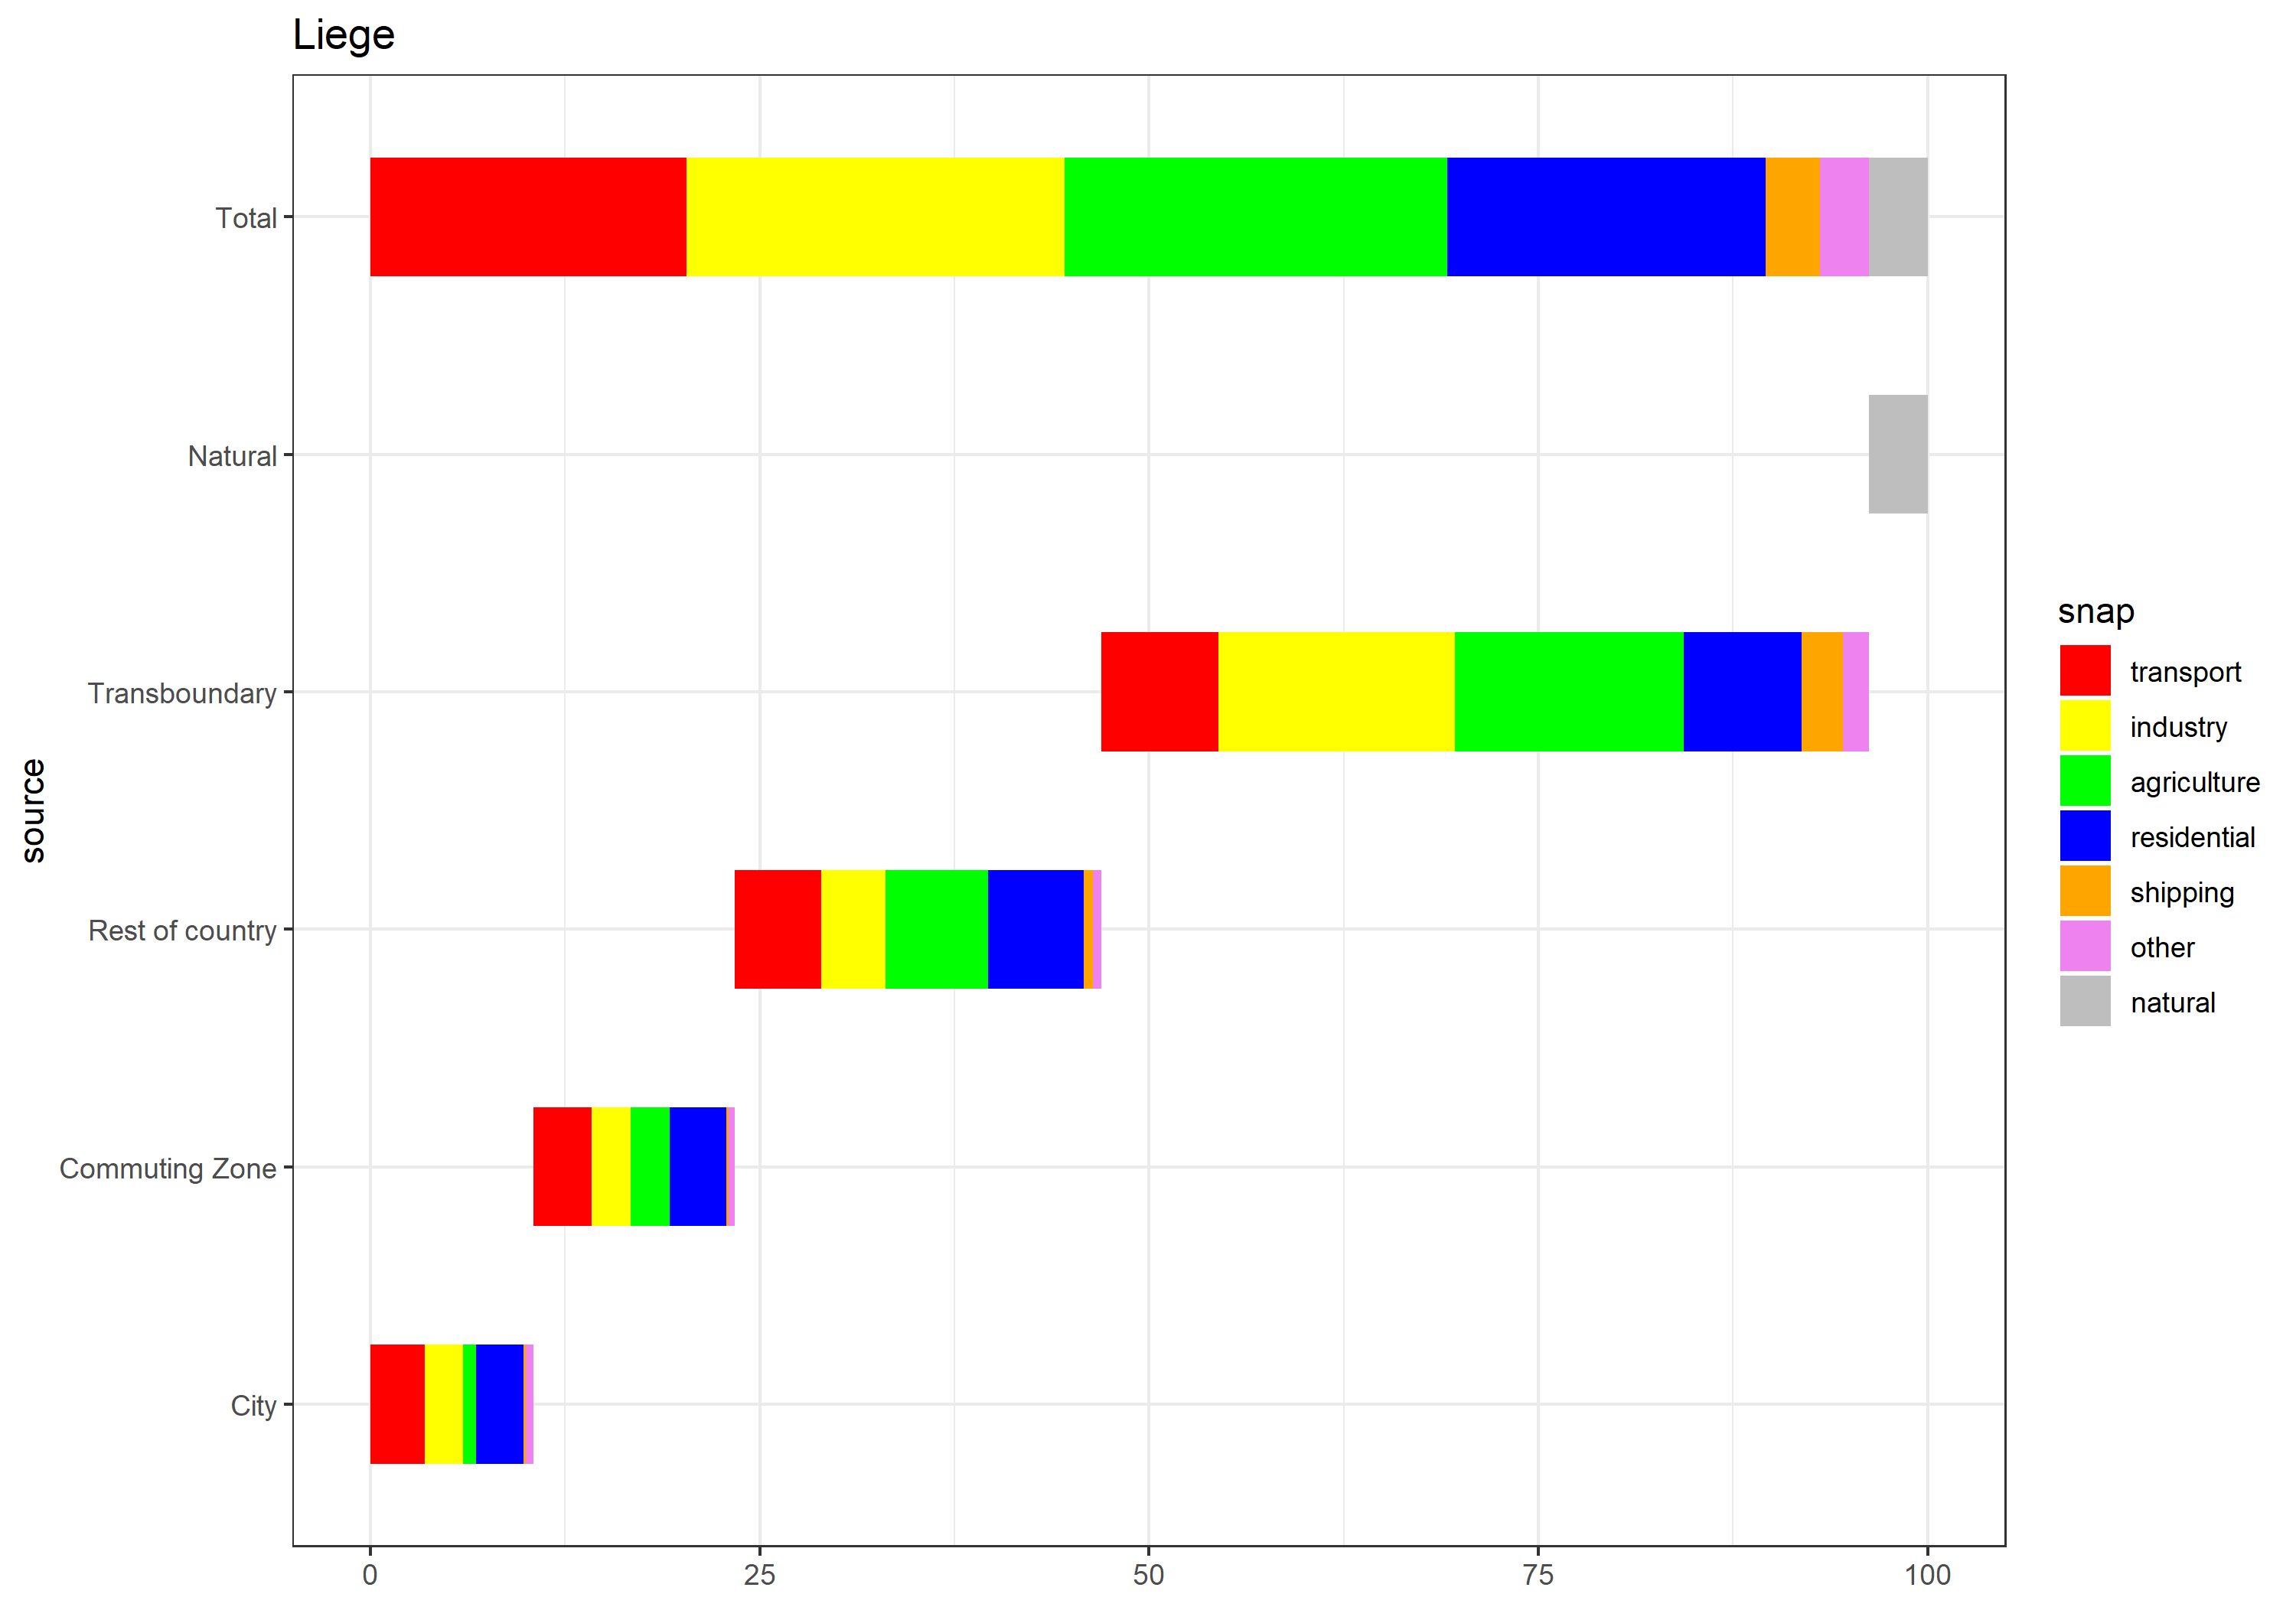 Liege
Total
Natural
Transboundary
Rest of country
Commuting Zone
City
source
0 25 50 75 100
snap
transport
industry
agriculture
residential
shipping
other
natural